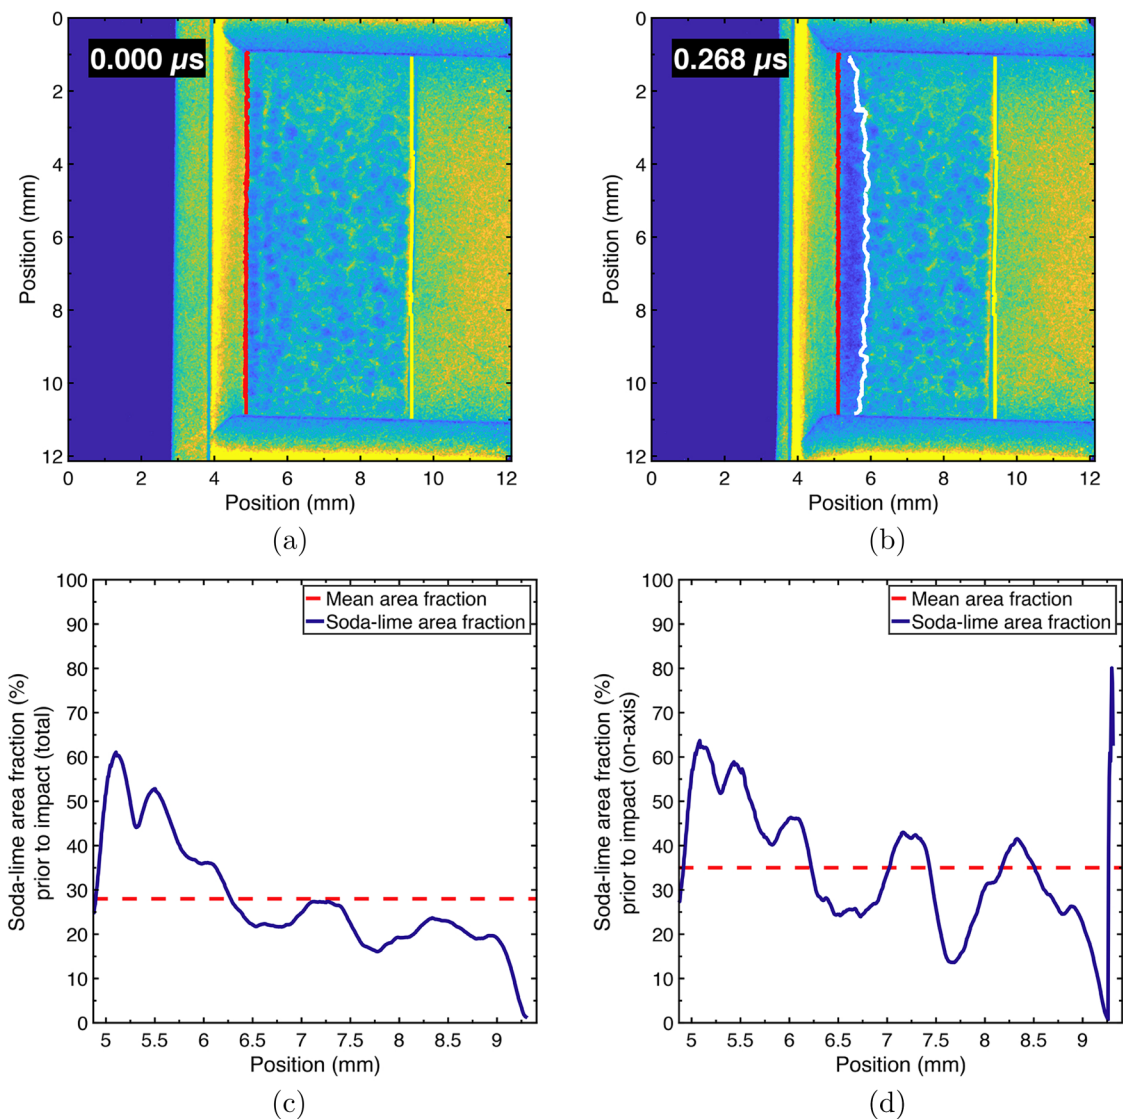 0.000 µs
0
2
4
6
8
10
12
Position (mm)
0 2 4 6 8 10 12
Position (mm)
(a)
0.268 µs
0
2
4
6
8
10
12
Position (mm)
0 2 4 6 8 10 12
Position (mm)
(b)
Mean area fraction
Soda-lime area fraction
100
90
80
70
60
50
40
30
20
10
0
Soda-lime area fraction (%)
prior to impact (total)
5 5.5 6 6.5 7 7.5 8 8.5 9
Position (mm)
(c)
Mean area fraction
Soda-lime area fraction
100
90
80
70
60
50
40
30
20
10
0
Soda-lime area fraction (%)
prior to impact (on-axis)
5 5.5 6 6.5 7 7.5 8 8.5 9
Position (mm)
(d)